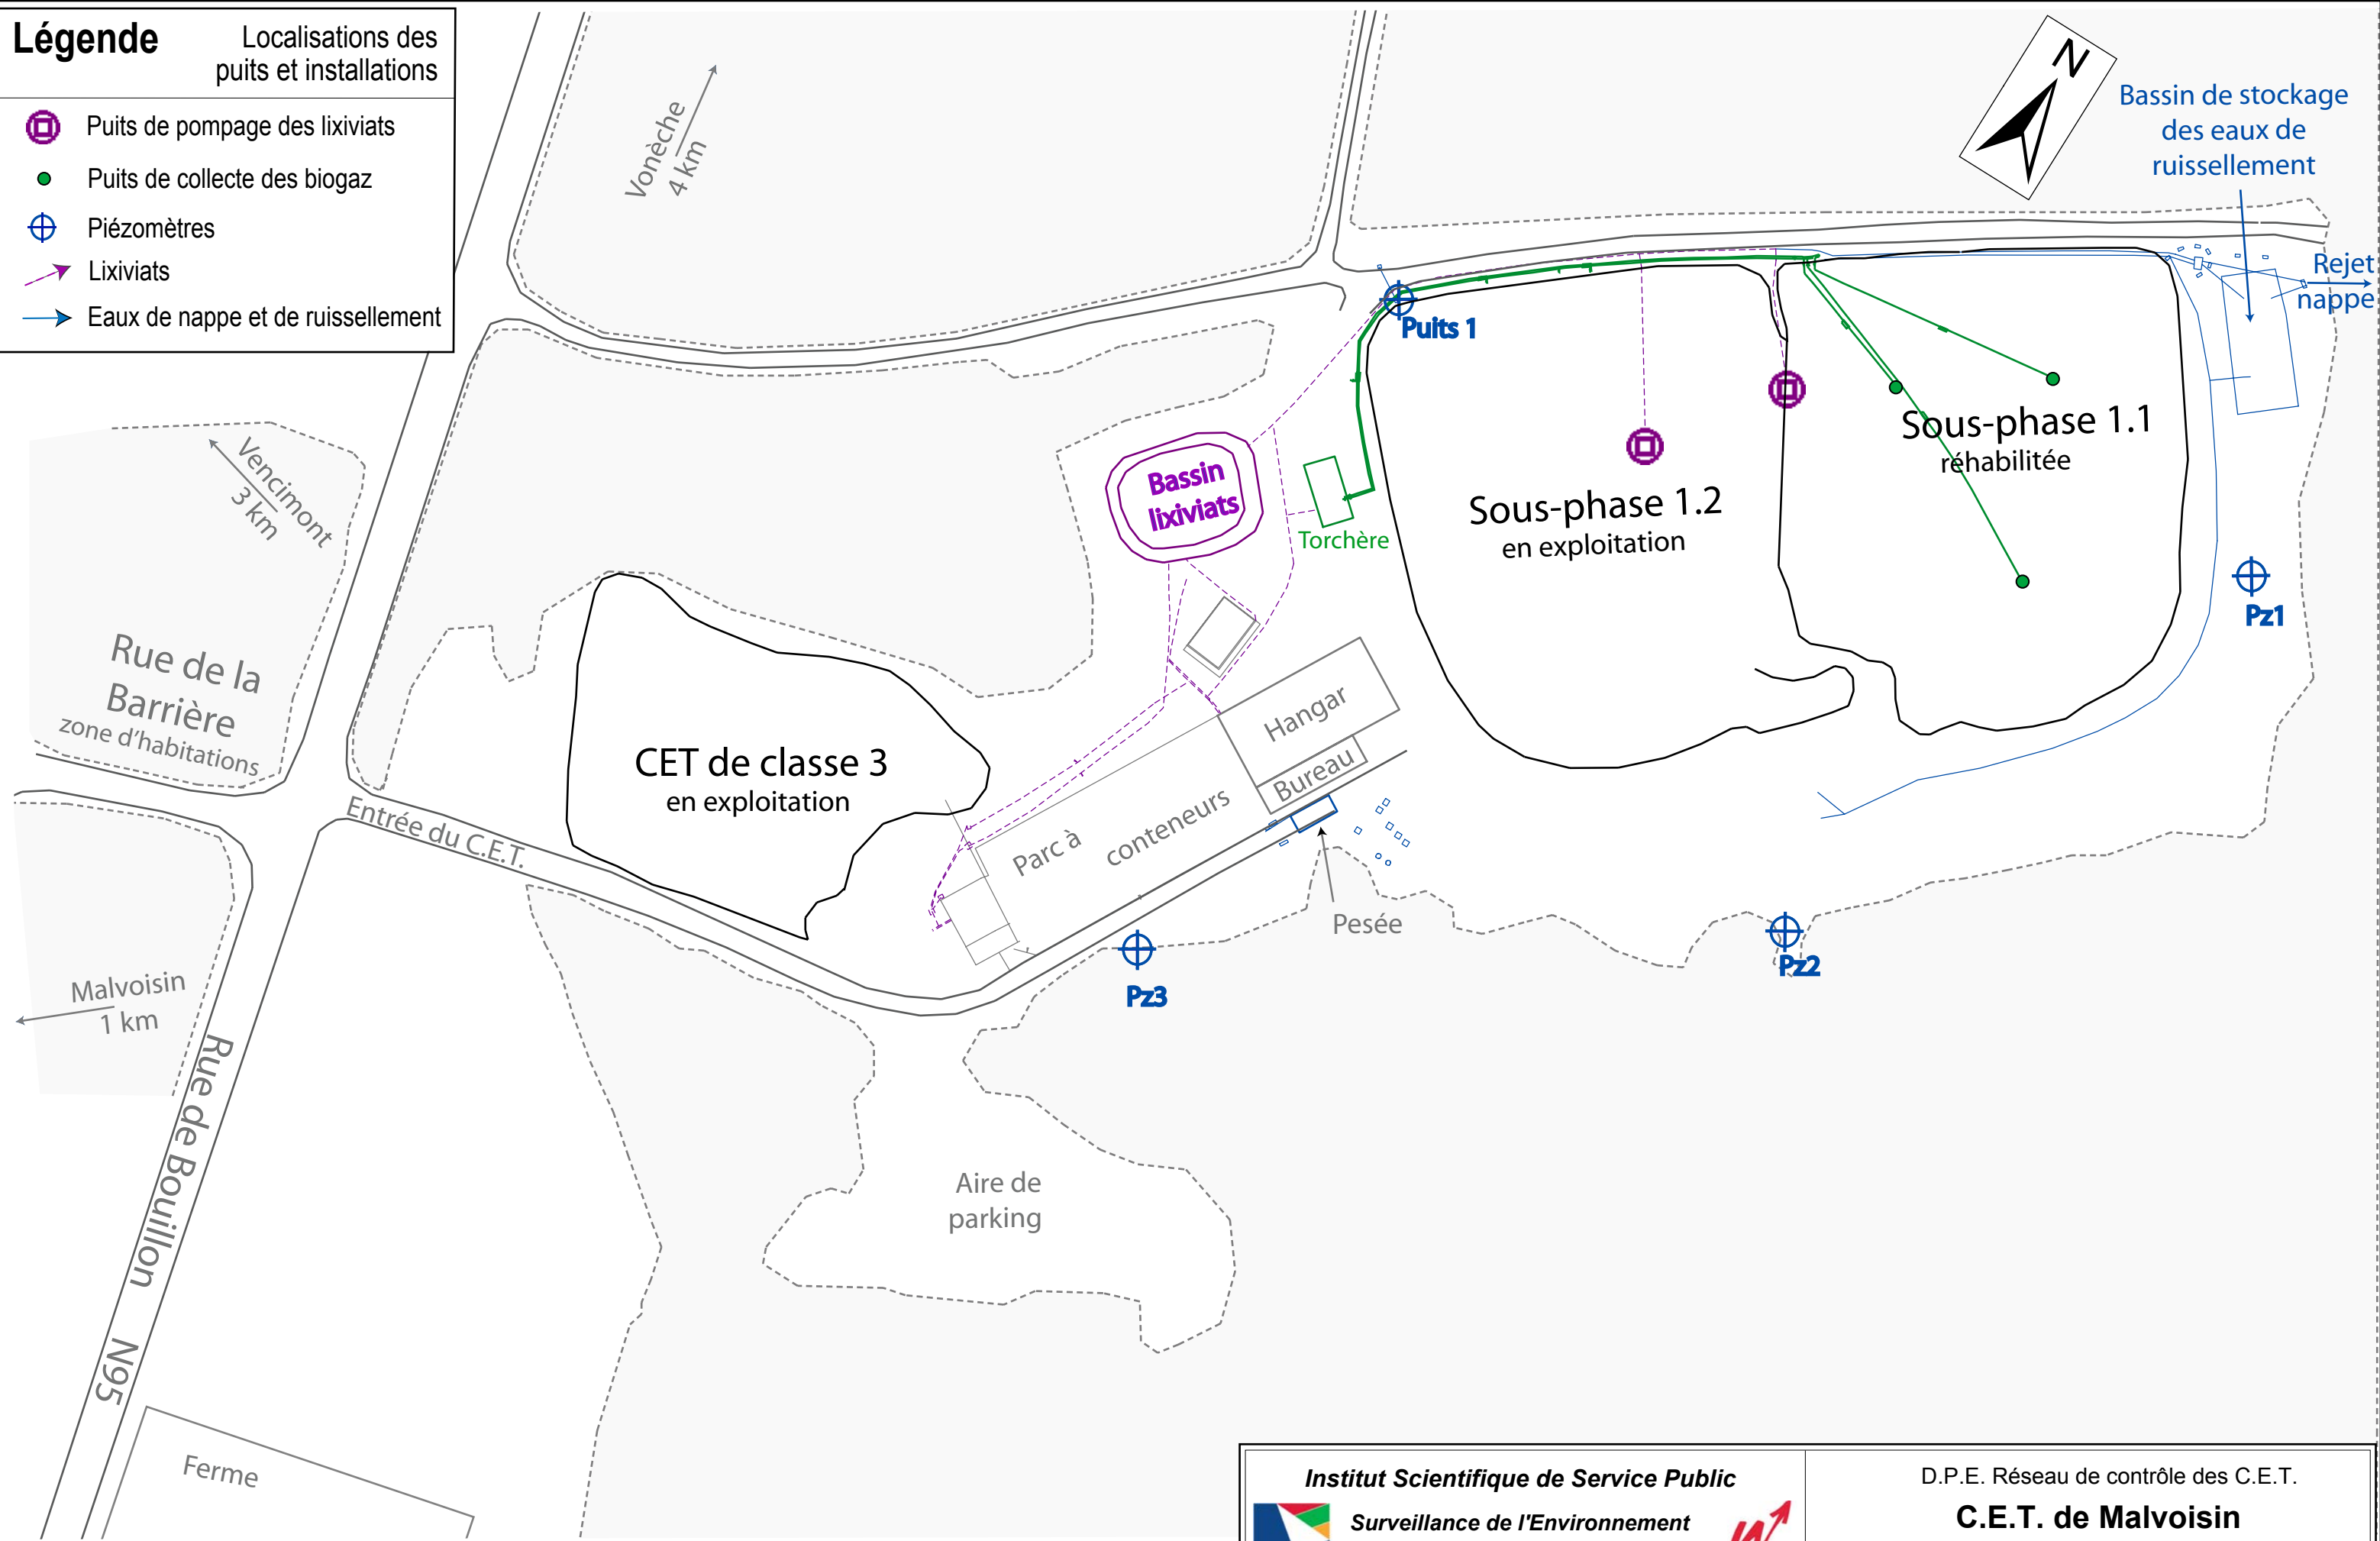 Légende
Localisations des
puits et installations
Puits de pompage des lixiviats
Puits de collecte des biogaz
Piézomètres
Lixiviats
Eaux de nappe et de ruissellement
Vonèche
4 km
N
Bassin de stockage
des eaux de
ruissellement
Rejet
nappe
Puits 1
Vencimont
3 km
Bassin
lixiviats
Torchère
Sous-phase 1.2
en exploitation
Sous-phase 1.1
réhabilitée
Pz1
Rue de la
Barrière
zone d'habitations
CET de classe 3
en exploitation
Hangar
Bureau
Parc à
conteneurs
Entrée du C.E.T.
Pesée
Pz2
Pz3
Malvoisin
1 km
Rue de Bouillon
N95
Aire de
parking
Ferme
Institut Scientifique de Service Public
Surveillance de l'Environnement
D.P.E. Réseau de contrôle des C.E.T.
C.E.T. de Malvoisin